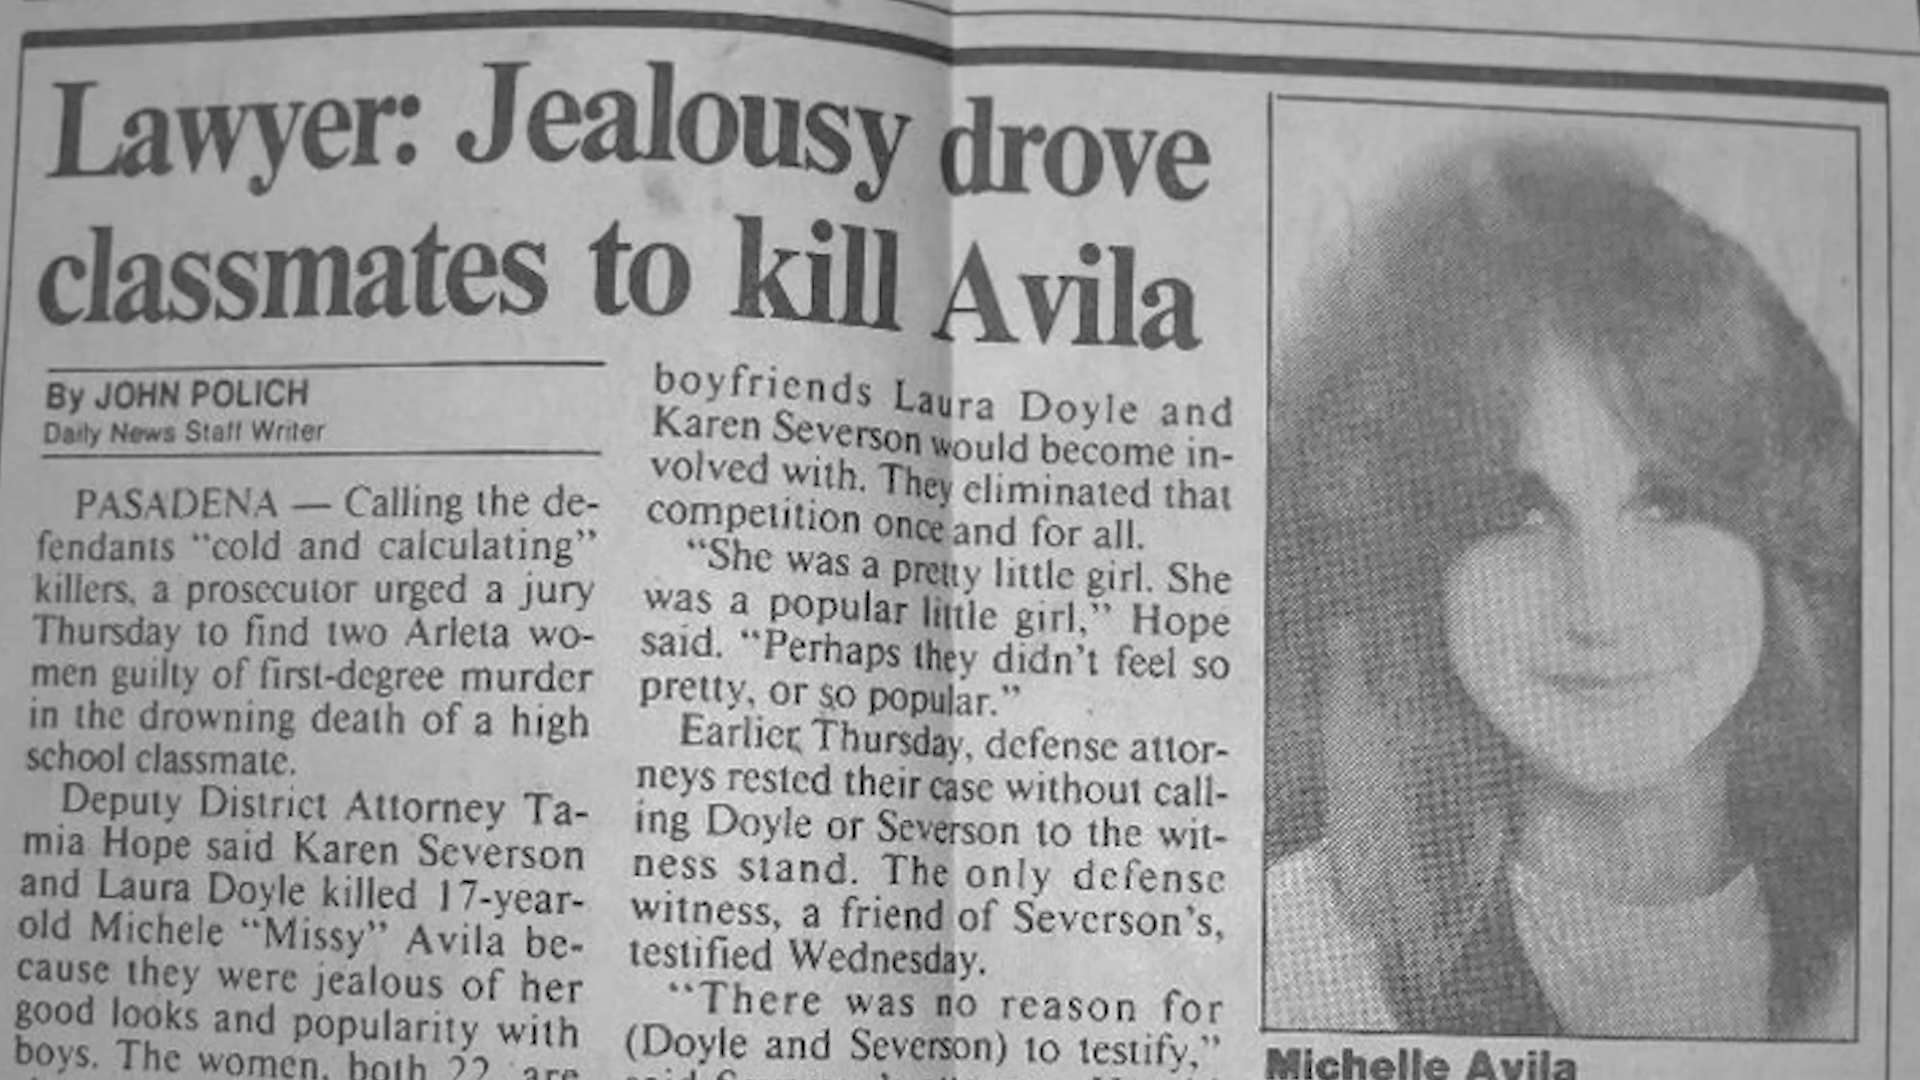 Lawyer: Jealousy drove
classmates to kill Avila
By JOHN POLICH
Daily News Staff Writer
PASADENA — Calling the de-
fendants “cold and calculating”
killers, a prosecutor urged a jury
Thursday to find two Arleta wo-
men guilty of first-degree murder
in the drowning death of a high
school classmate.
Deputy District Attorney Ta-
mia Hope said Karen Severson
and Laura Doyle killed 17-year-
old Michele “Missy” Avila be-
cause they were jealous of her
good looks and popularity with
boys. The women, both 22, are
boyfriends Laura Doyle and
Karen Severson would become in-
volved with. They eliminated that
competition once and for all.
“She was a pretty little girl. She
was a popular little girl,” Hope
said. “Perhaps they didn’t feel so
pretty, or so popular.”
Earlier Thursday, defense attor-
neys rested their case without call-
ing Doyle or Severson to the wit-
ness stand. The only defense
witness, a friend of Severson’s,
testified Wednesday.
“There was no reason for
(Doyle and Severson) to testify,”
Michelle Avila